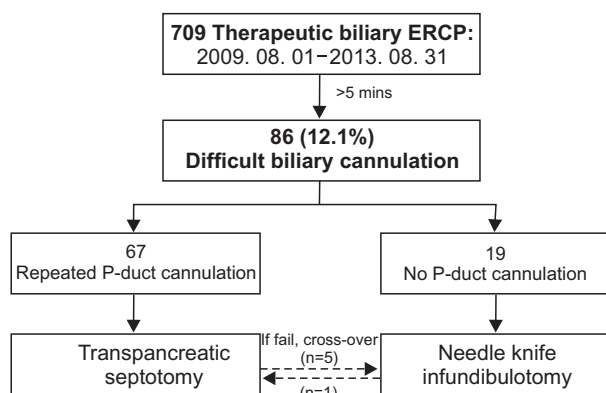 709 Therapeutic biliary ERCP:
2009. 08. 01−2013. 08. 31
>5 mins
86 (12.1%)
Difficult biliary cannulation
67
Repeated P-duct cannulation
19
No P-duct cannulation
Transpancreatic
septotomy
If fail, cross-over
(n=5)
(n=1)
Needle knife
infundibulotomy